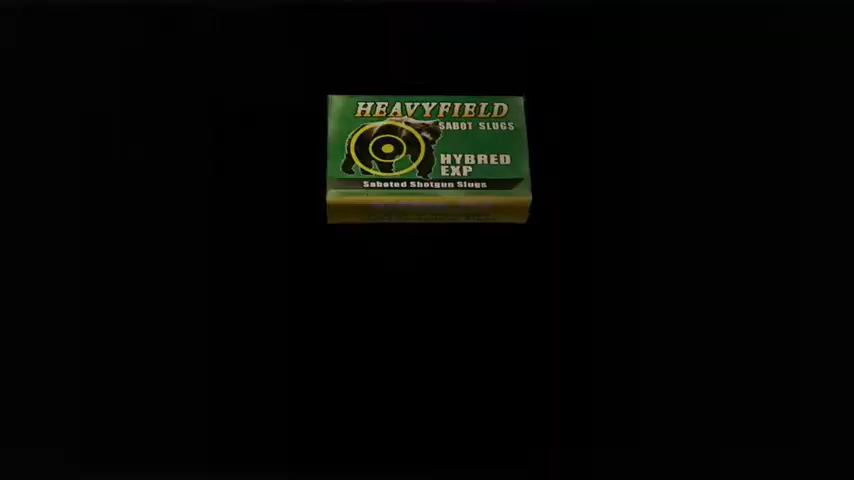 HEAVYFIELD
SABOT SLUGS
HYBRED
EXP
Saboted Shotgun Slugs